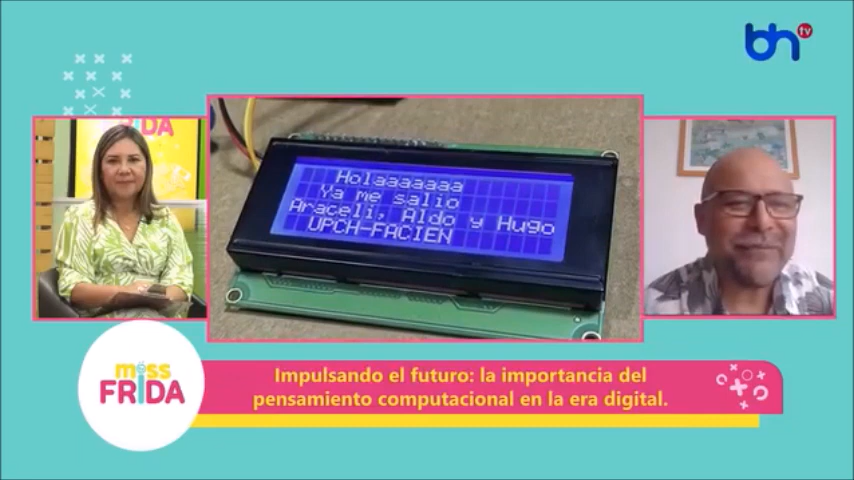 bh tv
IDA
Holaaaaaaa
Ya me salio
Araceli, Aldo y Hugo
UPCH-FACIEN
miss
FRIDA
Impulsando el futuro: la importancia del
pensamiento computacional en la era digital.